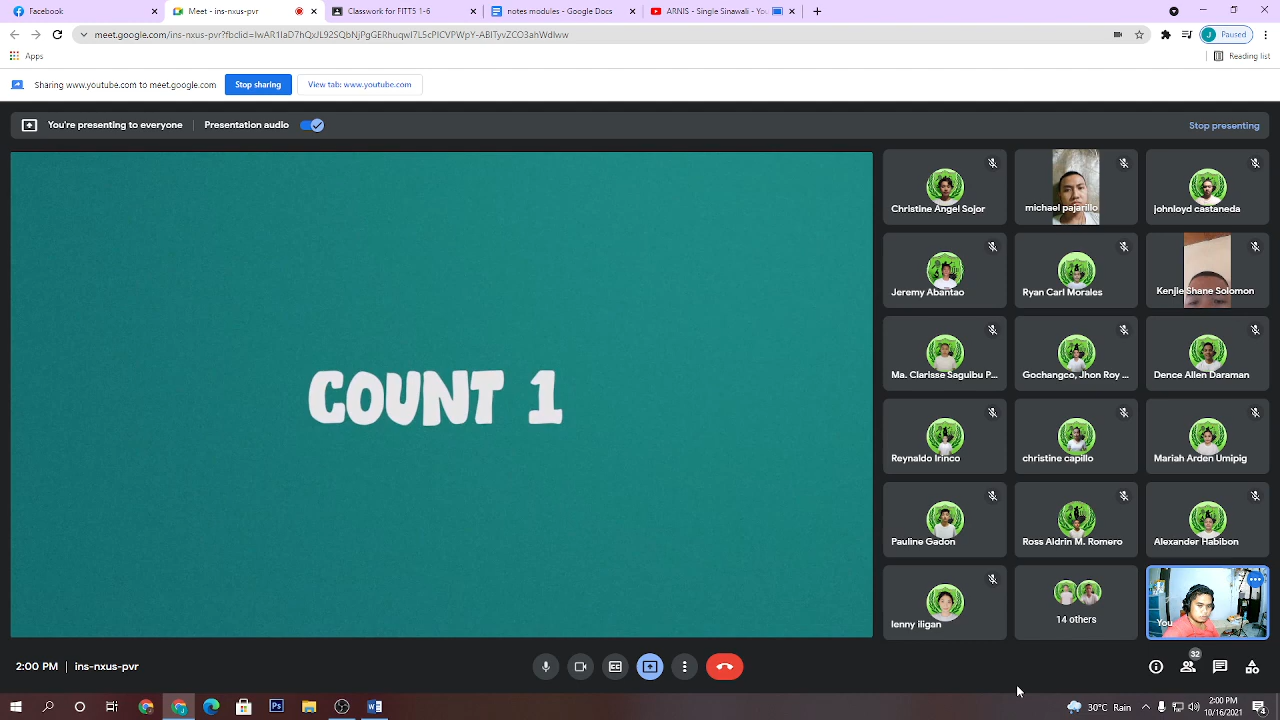 Facebook
Meet - ins-nxus-pvr
Classwork for FITTS 1-6
notes modules - Google Docs
ARNIS - Single Sinawali - You
meet.google.com/ins-nxus-pvr?fbclid=IwAR1IaD7hQxJL92SQbNjPgGERhuqwI7L5cPICVPWpY-ABITyvZCO3ahWdIww
J Paused
Apps
Reading list
Sharing www.youtube.com to meet.google.com
Stop sharing
View tab: www.youtube.com
You're presenting to everyone
Presentation audio
Stop presenting
COUNT 1
Christine Angel Sojor
michael pajarillo
johnloyd castaneda
Jeremy Abantao
Ryan Carl Morales
Kenjie Shane Solomon
Ma. Clarisse Saguibu P...
Gochangco, Jhon Roy ...
Dence Allen Daraman
Reynaldo Irinco
christine capillo
Mariah Arden Umipig
Pauline Gadon
Ross Aldrin M. Romero
Alexander Habibon
lenny iligan
14 others
You
2:00 PM | ins-nxus-pvr
32
30°C Rain
2:00 PM
10/16/2021